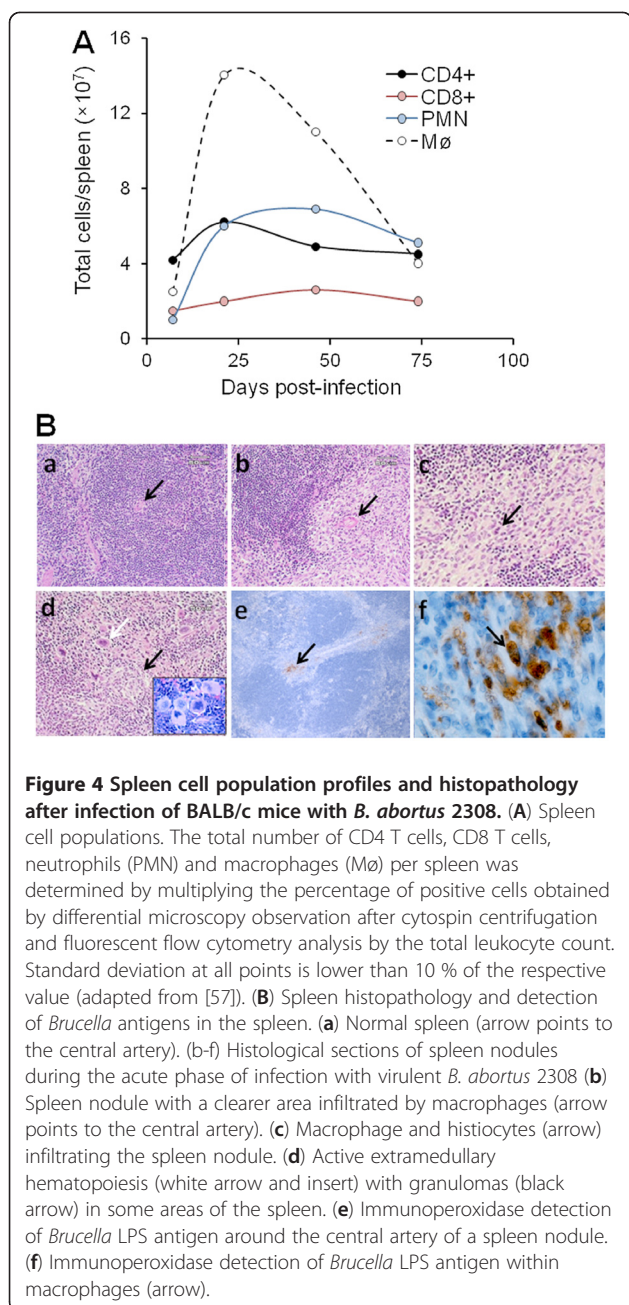 A
Total cells/spleen (×10⁷)
16
12
8
4
0
0 25 50 75 100
Days post-infection
CD4+
CD8+
PMN
Mø
B
a b c
d e f
Figure 4 Spleen cell population profiles and histopathology
after infection of BALB/c mice with B. abortus 2308. (A) Spleen
cell populations. The total number of CD4 T cells, CD8 T cells,
neutrophils (PMN) and macrophages (Mø) per spleen was
determined by multiplying the percentage of positive cells obtained
by differential microscopy observation after cytospin centrifugation
and fluorescent flow cytometry analysis by the total leukocyte count.
Standard deviation at all points is lower than 10 % of the respective
value (adapted from [57]). (B) Spleen histopathology and detection
of Brucella antigens in the spleen. (a) Normal spleen (arrow points to
the central artery). (b-f) Histological sections of spleen nodules
during the acute phase of infection with virulent B. abortus 2308 (b)
Spleen nodule with a clearer area infiltrated by macrophages (arrow
points to the central artery). (c) Macrophage and histiocytes (arrow)
infiltrating the spleen nodule. (d) Active extramedullary
hematopoiesis (white arrow and insert) with granulomas (black
arrow) in some areas of the spleen. (e) Immunoperoxidase detection
of Brucella LPS antigen around the central artery of a spleen nodule.
(f) Immunoperoxidase detection of Brucella LPS antigen within
macrophages (arrow).